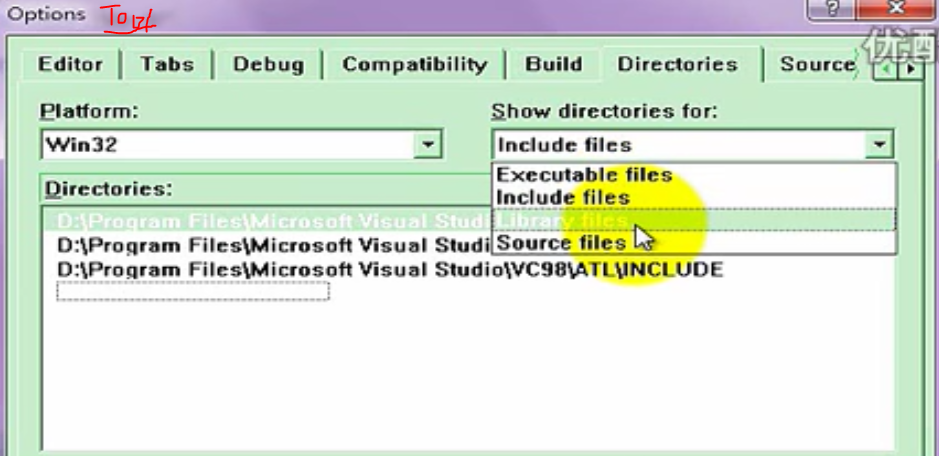 Options
?
优酷
Editor Tabs Debug Compatibility Build Directories Source
Platform: Show directories for:
Win32 Include files
Executable files
Directories: Include files
D:\Program Files\Microsoft Visual Studi Library files
D:\Program Files\Microsoft Visual Studi Source files
D:\Program Files\Microsoft Visual Studio\VC98\ATL\INCLUDE